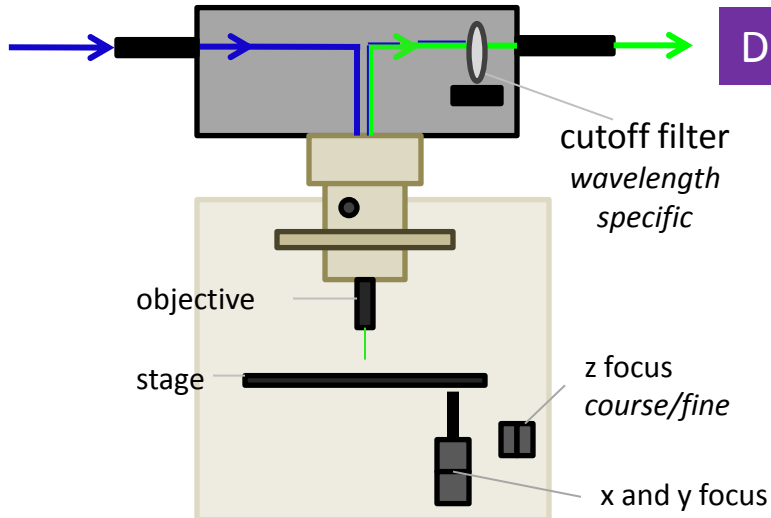 D
cutoff filter
wavelength
specific
objective
stage
z focus
course/fine
x and y focus